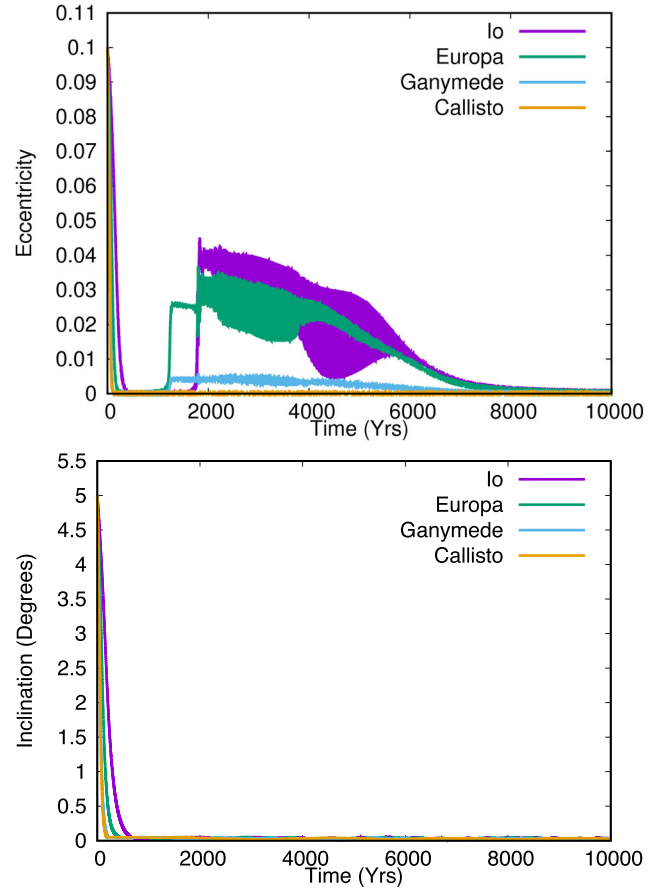 0.11
0.1
0.09
0.08
0.07
0.06
0.05
0.04
0.03
0.02
0.01
0
Eccentricity
Io
Europa
Ganymede
Callisto
0 2000 4000 6000 8000 10000
Time (Yrs)
5.5
5
4.5
4
3.5
3
2.5
2
1.5
1
0.5
0
Inclination (Degrees)
Io
Europa
Ganymede
Callisto
0 2000 4000 6000 8000 10000
Time (Yrs)